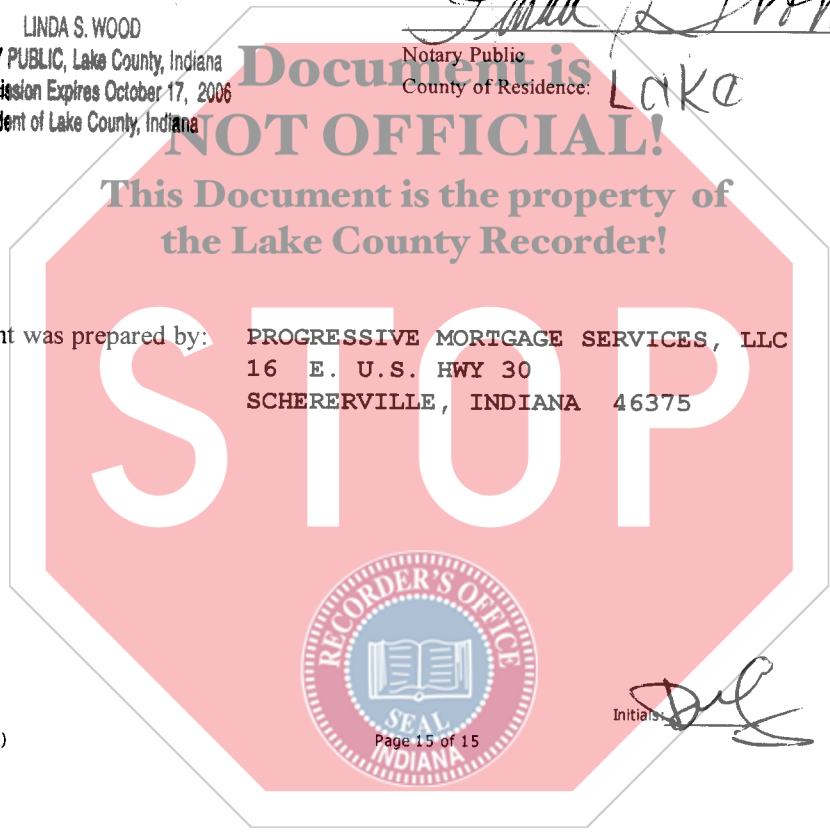 LINDA S. WOOD
PUBLIC, Lake County, Indiana
Expires October 17, 2006
of Lake County, Indiana
Linda S
Notary Public
County of Residence: Lake
Document is
NOT OFFICIAL!
This Document is the property of
the Lake County Recorder!
was prepared by: PROGRESSIVE MORTGAGE SERVICES, LLC
16 E. U.S. HWY 30
SCHERERVILLE, INDIANA 46375
STOP
RECORDER'S OFFICE
SEAL
INDIANA
Initials:
) Page 15 of 15